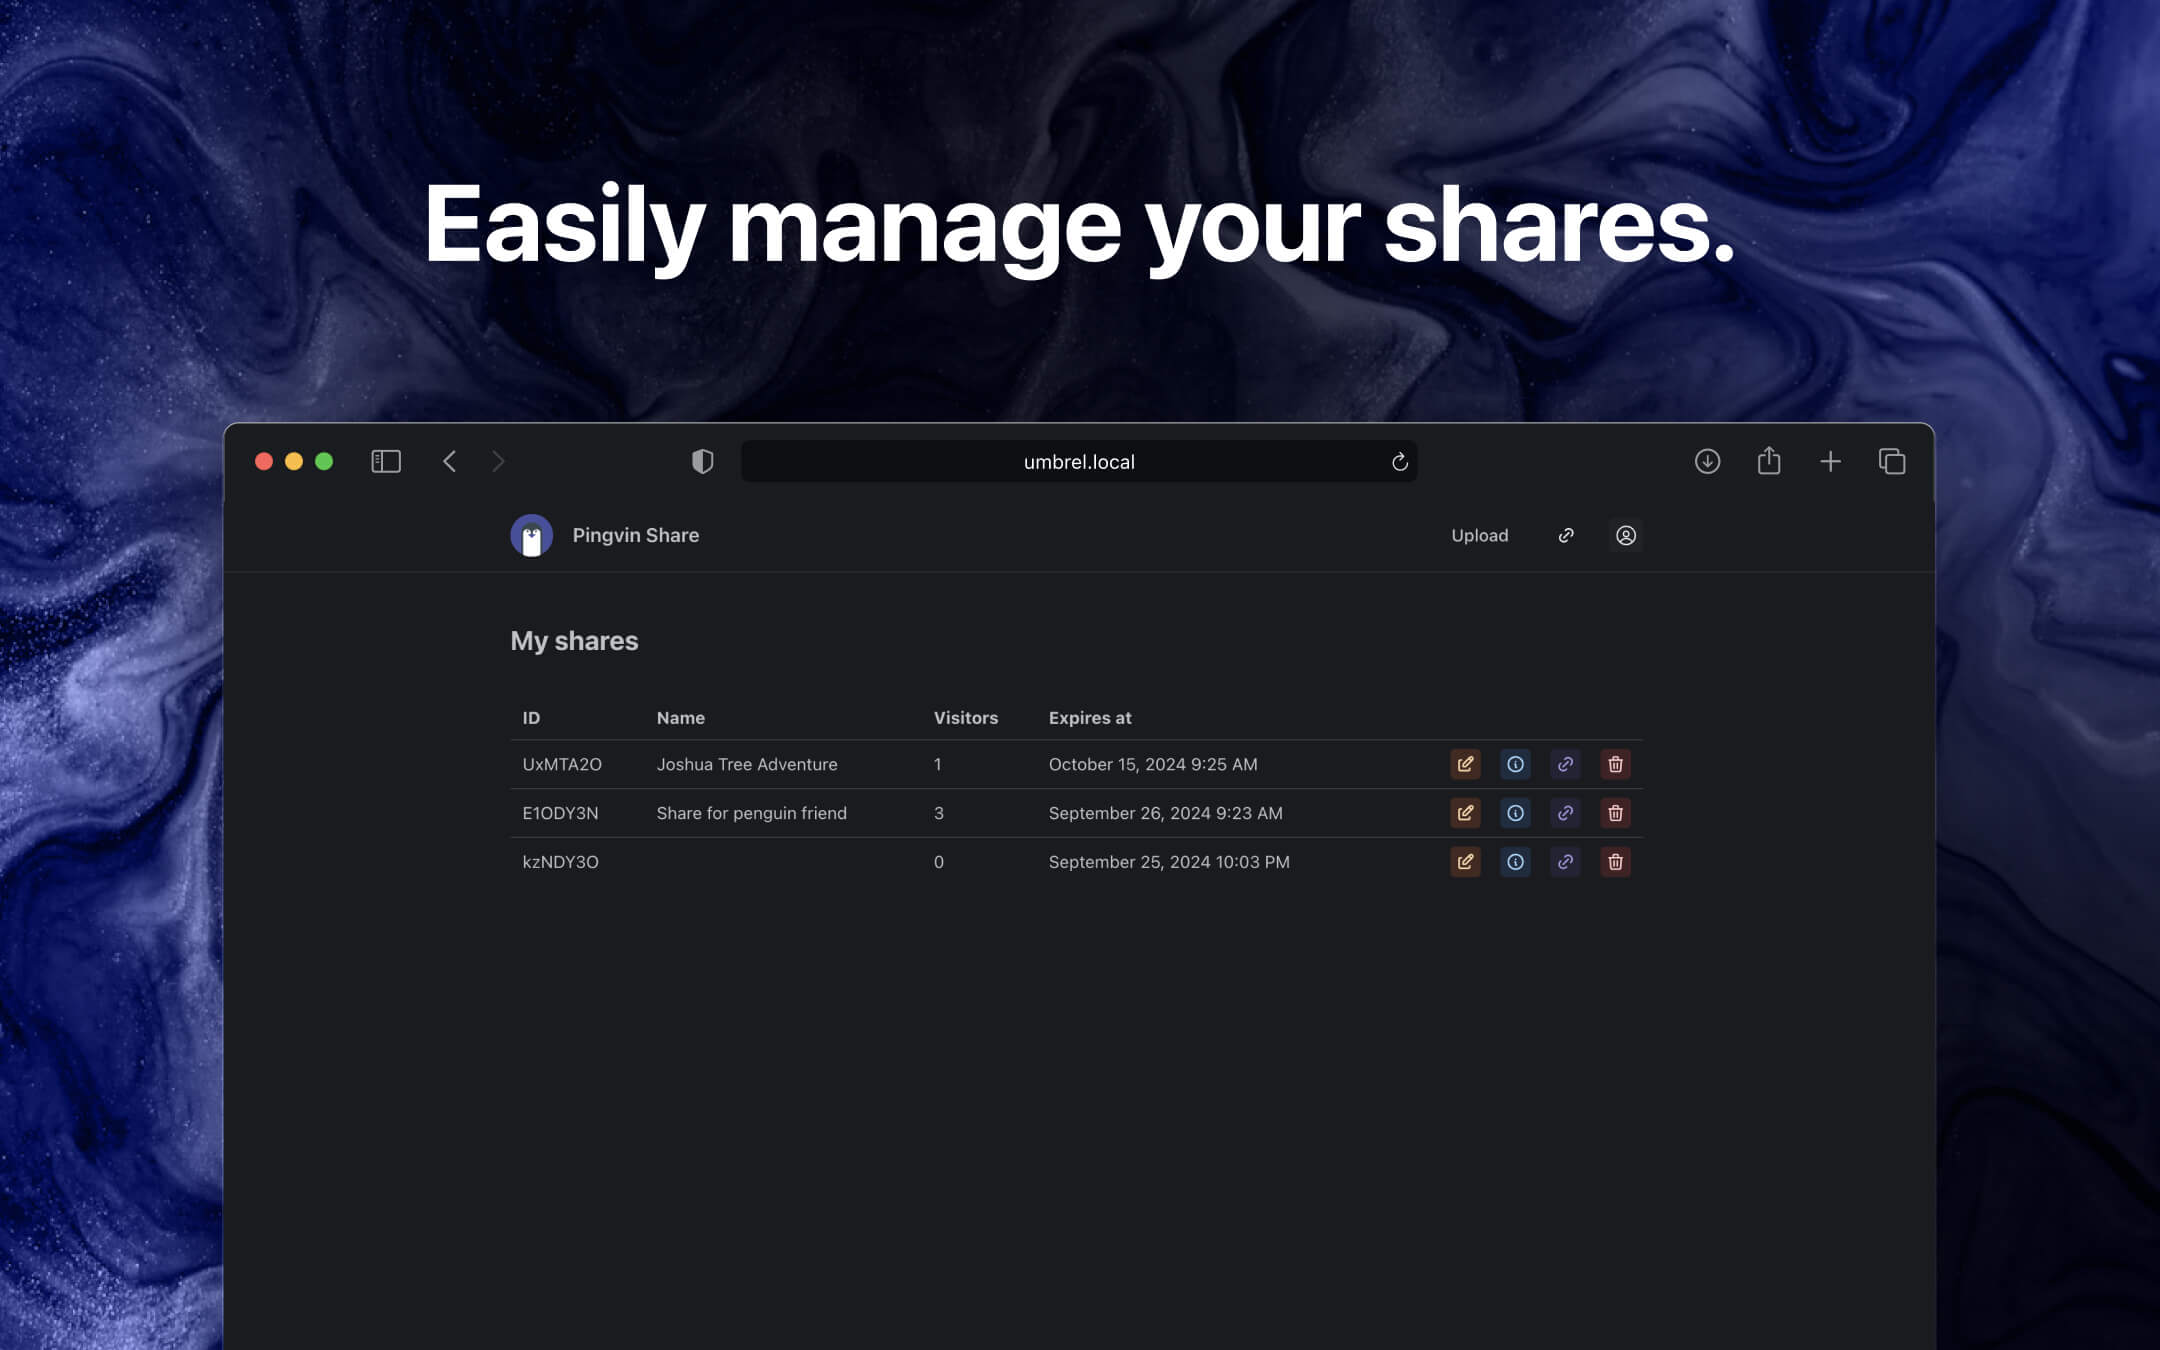 Easily manage your shares.
umbrel.local
Pingvin Share
Upload
My shares
ID Name Visitors Expires at
UxMTA2O Joshua Tree Adventure 1 October 15, 2024 9:25 AM
E1ODY3N Share for penguin friend 3 September 26, 2024 9:23 AM
kzNDY3O 0 September 25, 2024 10:03 PM